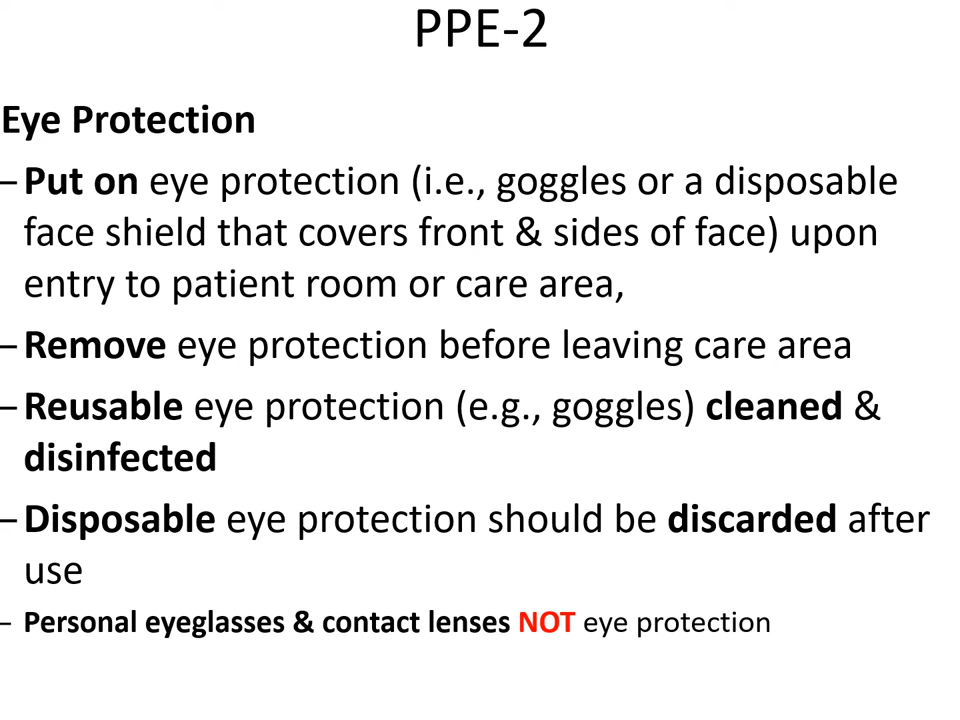 PPE-2
Eye Protection
– Put on eye protection (i.e., goggles or a disposable
face shield that covers front & sides of face) upon
entry to patient room or care area,
– Remove eye protection before leaving care area
– Reusable eye protection (e.g., goggles) cleaned &
disinfected
– Disposable eye protection should be discarded after
use
– Personal eyeglasses & contact lenses NOT eye protection